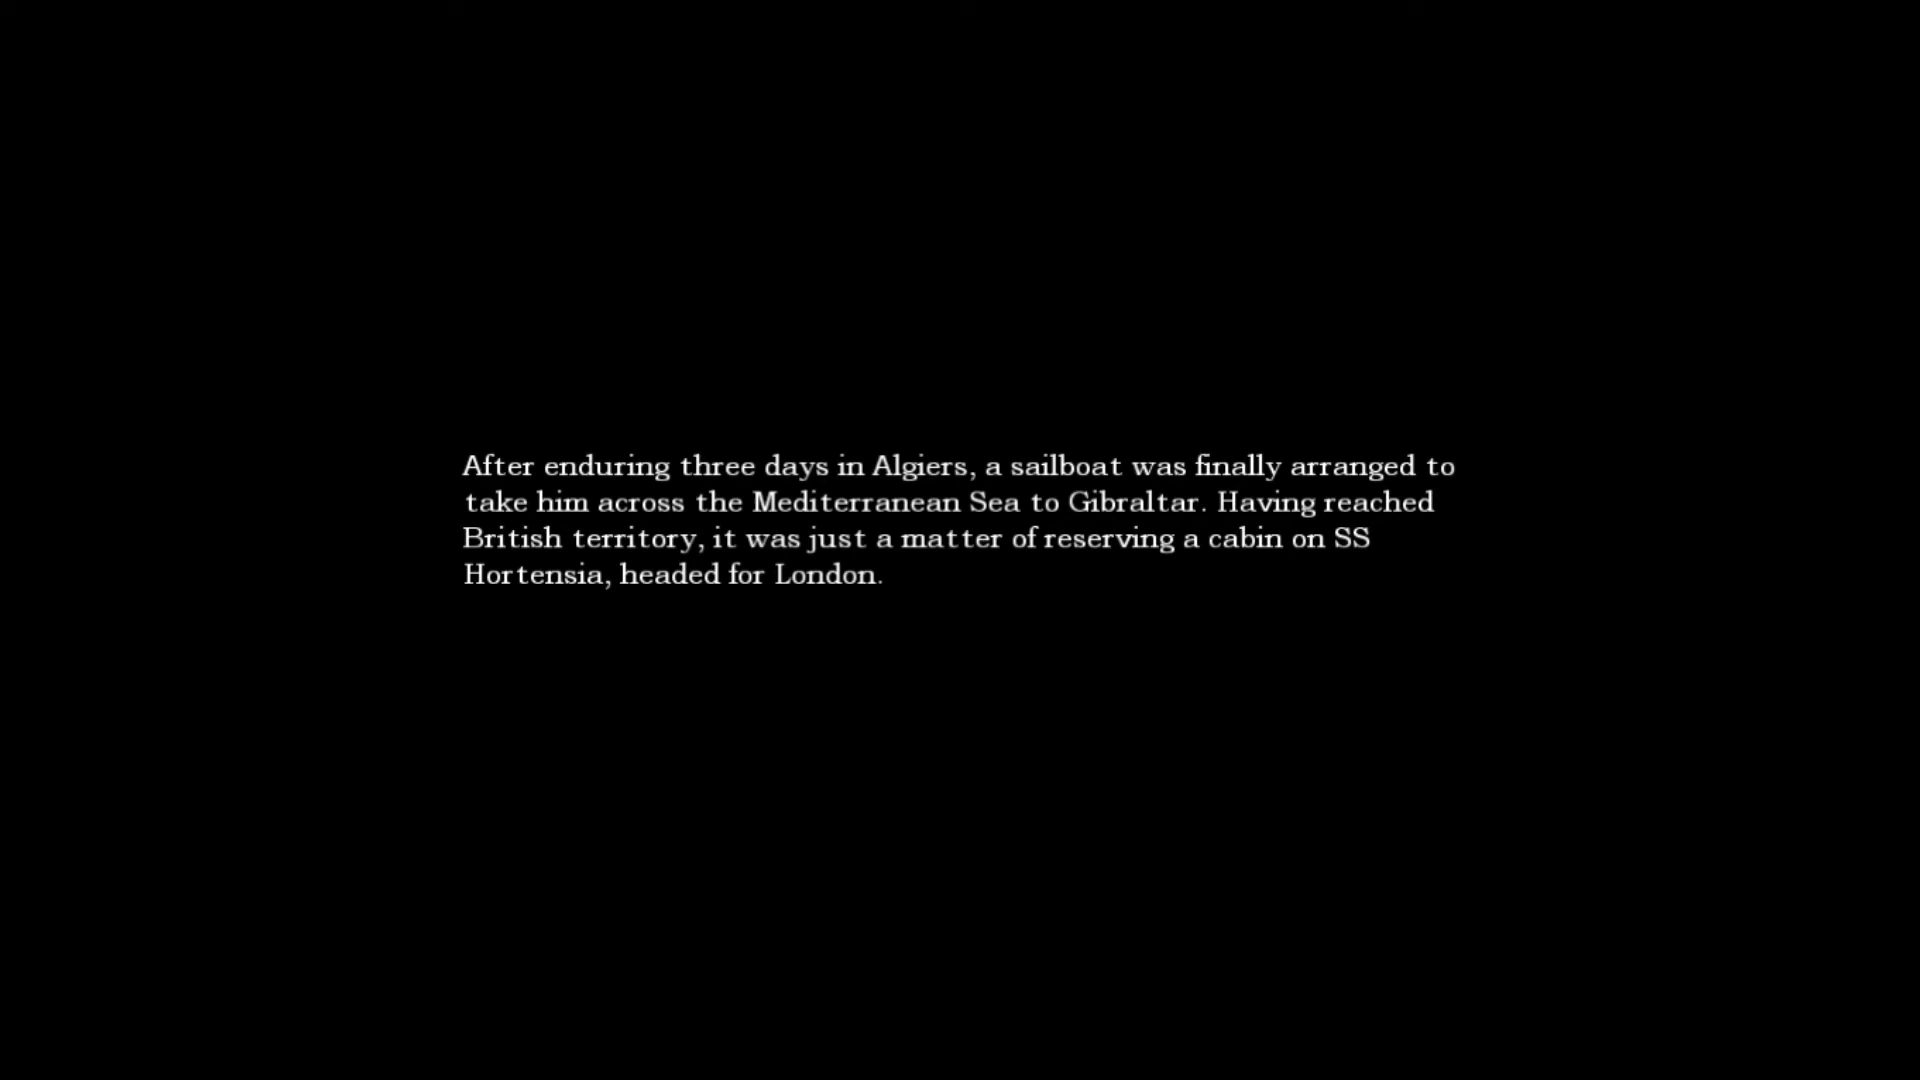 After enduring three days in Algiers, a sailboat was finally arranged to
take him across the Mediterranean Sea to Gibraltar. Having reached
British territory, it was just a matter of reserving a cabin on SS
Hortensia, headed for London.